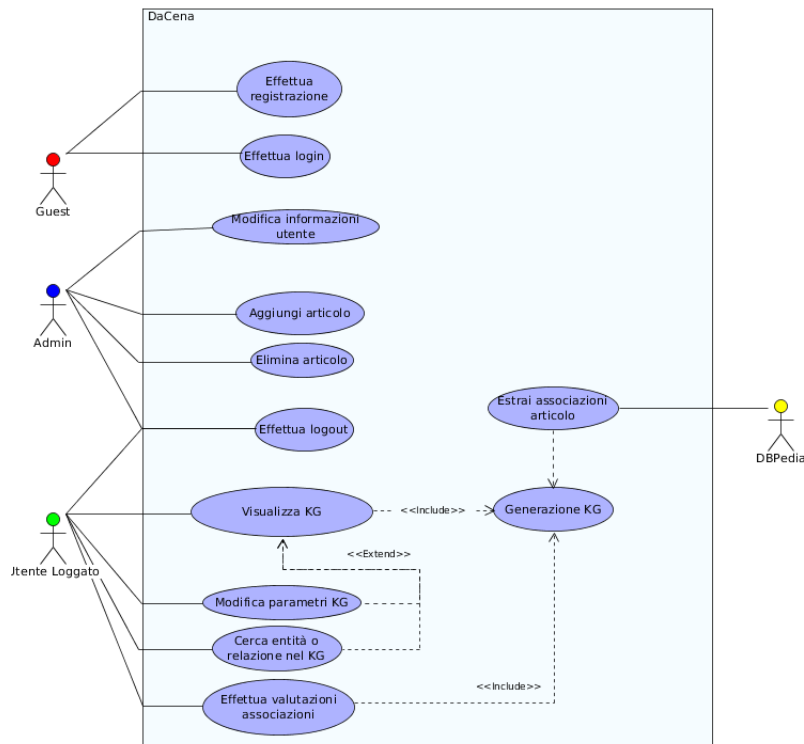 DaCena
Effettua
registrazione
Effettua login
Guest
Modifica informazioni
utente
Aggiungi articolo
Admin
Elimina articolo
Estrai associazioni
articolo
Effettua logout
DBPedia
Visualizza KG
<<Include>>
Generazione KG
<<Extend>>
Jtente Loggato
Modifica parametri KG
Cerca entità o
relazione nel KG
<<Include>>
Effettua valutazioni
associazioni